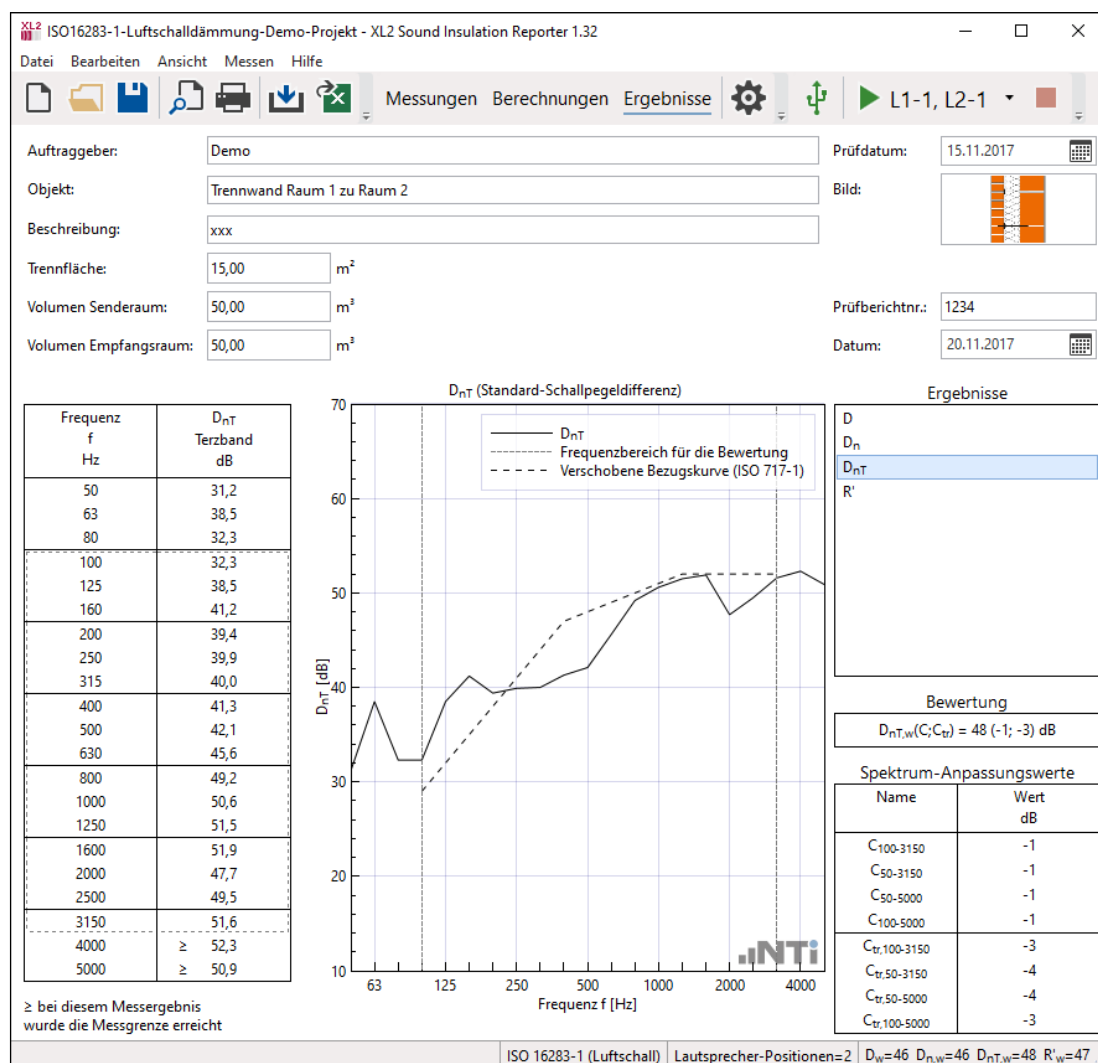 XL2 ISO16283-1-Luftschalldämmung-Demo-Projekt - XL2 Sound Insulation Reporter 1.32
Datei Bearbeiten Ansicht Messen Hilfe
Messungen Berechnungen Ergebnisse L1-1, L2-1
Auftraggeber: Demo Prüfdatum: 15.11.2017
Objekt: Trennwand Raum 1 zu Raum 2 Bild:
Beschreibung: xxx
Trennfläche: 15,00 m²
Volumen Senderaum: 50,00 m³ Prüfberichtnr.: 1234
Volumen Empfangsraum: 50,00 m³ Datum: 20.11.2017
Frequenz DnT
f Terzband
Hz dB
50 31,2
63 38,5
80 32,3
100 32,3
125 38,5
160 41,2
200 39,4
250 39,9
315 40,0
400 41,3
500 42,1
630 45,6
800 49,2
1000 50,6
1250 51,5
1600 51,9
2000 47,7
2500 49,5
3150 51,6
4000 ≥ 52,3
5000 ≥ 50,9
≥ bei diesem Messergebnis
wurde die Messgrenze erreicht
DnT (Standard-Schallpegeldifferenz)
DnT
Frequenzbereich für die Bewertung
Verschobene Bezugskurve (ISO 717-1)
70
60
50
40
30
20
10
DnT [dB]
NTi
63 125 250 500 1000 2000 4000
Frequenz f [Hz]
Ergebnisse
D
Dn
DnT
R'
Bewertung
DnT,w(C;Ctr) = 48 (-1; -3) dB
Spektrum-Anpassungswerte
Name Wert
dB
C100-3150 -1
C50-3150 -1
C50-5000 -1
C100-5000 -1
Ctr,100-3150 -3
Ctr,50-3150 -4
Ctr,50-5000 -4
Ctr,100-5000 -3
ISO 16283-1 (Luftschall) Lautsprecher-Positionen=2 Dw=46 Dn,w=46 DnT,w=48 R'w=47